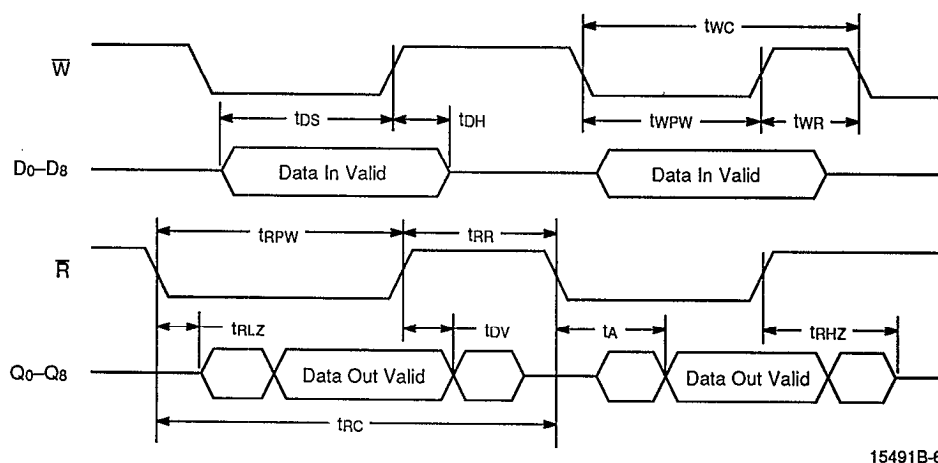 tWC
W
tDS
tDH
tWPW
tWR
D0–D8
Data In Valid
Data In Valid
tRPW
tRR
R
tRLZ
tDV
tA
tRHZ
Q0–Q8
Data Out Valid
Data Out Valid
tRC
15491B-6